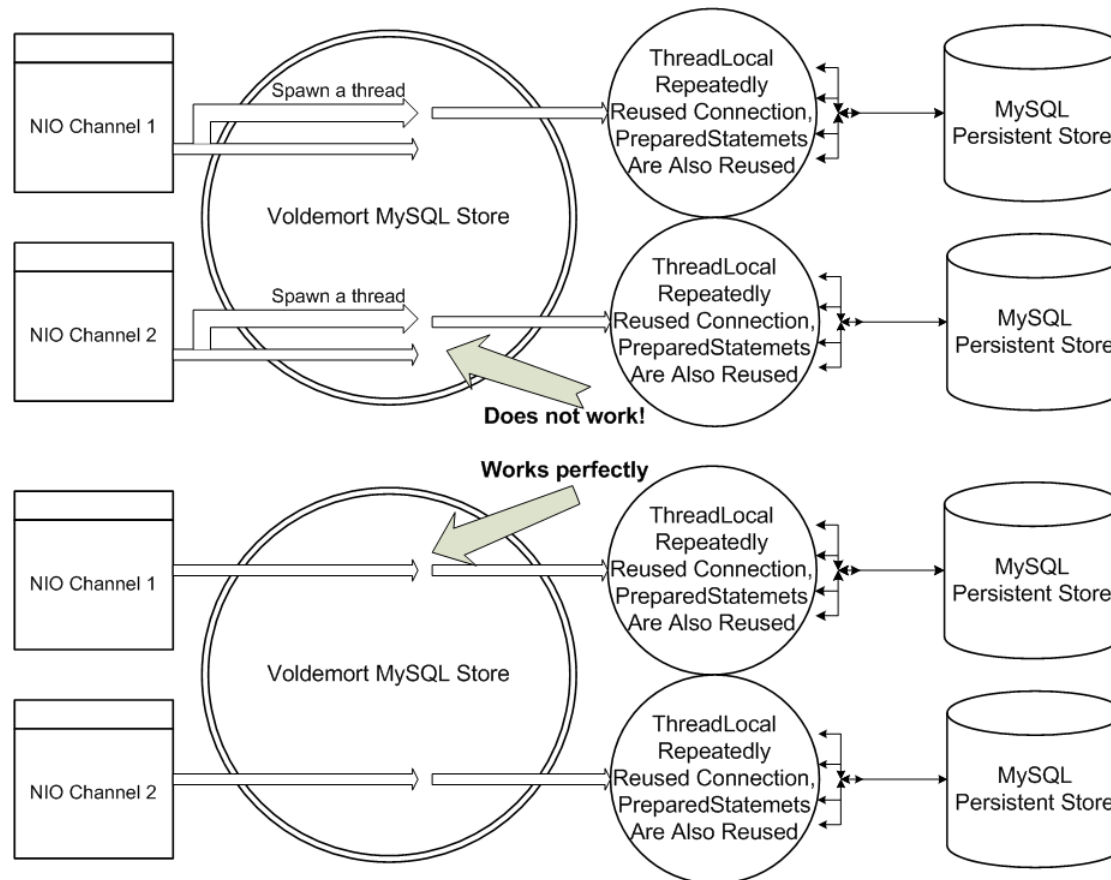 NIO Channel 1
Spawn a thread
Voldemort MySQL Store
ThreadLocal
Repeatedly
Reused Connection,
PreparedStatemets
Are Also Reused
MySQL
Persistent Store
NIO Channel 2
Spawn a thread
ThreadLocal
Repeatedly
Reused Connection,
PreparedStatemets
Are Also Reused
MySQL
Persistent Store
Does not work!
Works perfectly
NIO Channel 1
Voldemort MySQL Store
ThreadLocal
Repeatedly
Reused Connection,
PreparedStatemets
Are Also Reused
MySQL
Persistent Store
NIO Channel 2
ThreadLocal
Repeatedly
Reused Connection,
PreparedStatemets
Are Also Reused
MySQL
Persistent Store